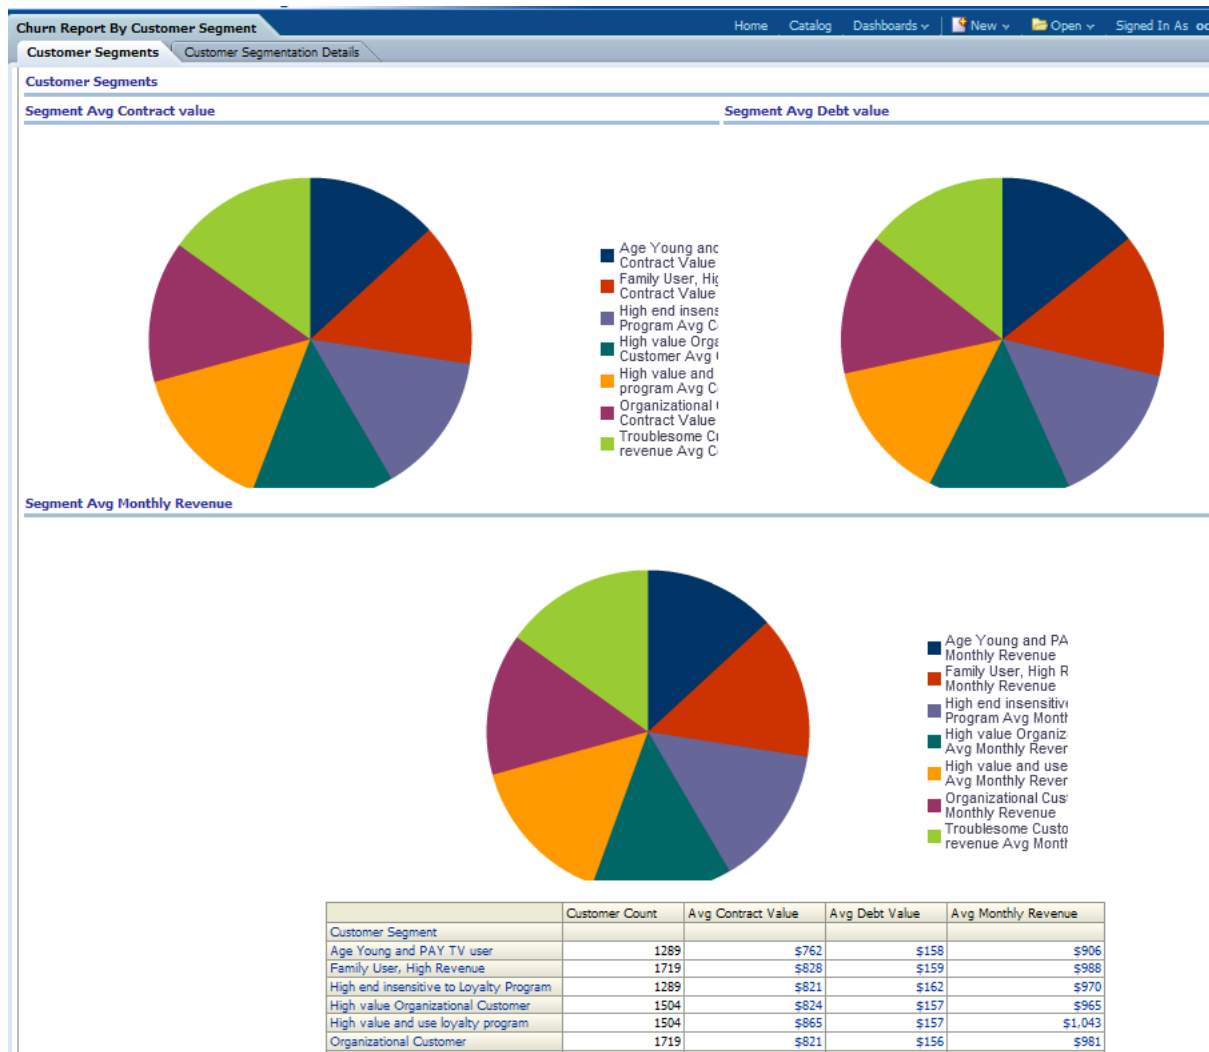 Churn Report By Customer Segment
Home Catalog Dashboards New Open Signed In As
Customer Segments Customer Segmentation Details
Customer Segments
Segment Avg Contract value
Segment Avg Debt value
Age Young and
Contract Value
Family User, Hig
Contract Value
High end insens
Program Avg C
High value Orga
Customer Avg
High value and
program Avg C
Organizational
Contract Value
Troublesome Cu
revenue Avg C
Segment Avg Monthly Revenue
Age Young and PA
Monthly Revenue
Family User, High R
Monthly Revenue
High end insensitive
Program Avg Month
High value Organiz
Avg Monthly Rever
High value and use
Avg Monthly Rever
Organizational Cus
Monthly Revenue
Troublesome Custo
revenue Avg Month
Customer Count Avg Contract Value Avg Debt Value Avg Monthly Revenue
Customer Segment
Age Young and PAY TV user 1289 $762 $158 $906
Family User, High Revenue 1719 $828 $159 $988
High end insensitive to Loyalty Program 1289 $821 $162 $970
High value Organizational Customer 1504 $824 $157 $965
High value and use loyalty program 1504 $865 $157 $1,043
Organizational Customer 1719 $821 $156 $981